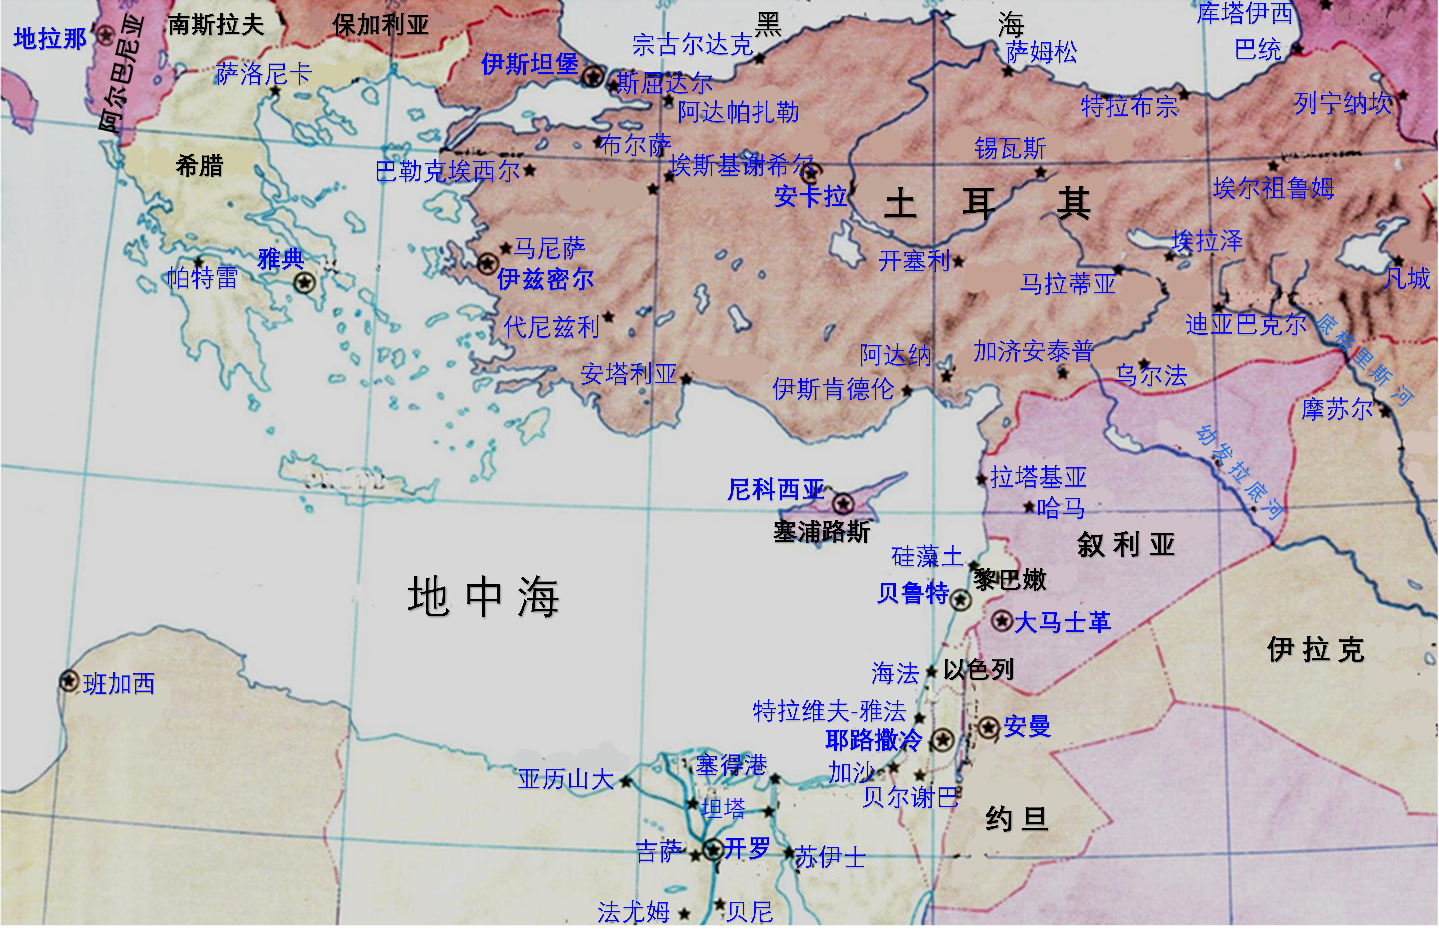 黑 海
南斯拉夫
保加利亚
地拉那
阿尔巴尼亚
库塔伊西
巴统
宗古尔达克
萨姆松
伊斯坦堡
斯屈达尔
萨洛尼卡
阿达帕扎勒
特拉布宗
列宁纳坎
布尔萨
锡瓦斯
希腊
巴勒克埃西尔
埃斯基谢希尔
安卡拉
土 耳 其
埃尔祖鲁姆
马尼萨
雅典
帕特雷
伊兹密尔
开塞利
埃拉泽
马拉蒂亚
凡城
代尼兹利
迪亚巴克尔
底格里斯河
阿达纳
加济安泰普
安塔利亚
伊斯肯德伦
乌尔法
摩苏尔
幼发拉底河
尼科西亚
拉塔基亚
哈马
塞浦路斯
叙利亚
硅藻土
黎巴嫩
贝鲁特
地中海
大马士革
伊拉克
班加西
海法
以色列
特拉维夫-雅法
耶路撒冷
安曼
亚历山大
塞得港
加沙
贝尔谢巴
坦塔
约旦
吉萨
开罗
苏伊士
法尤姆
贝尼